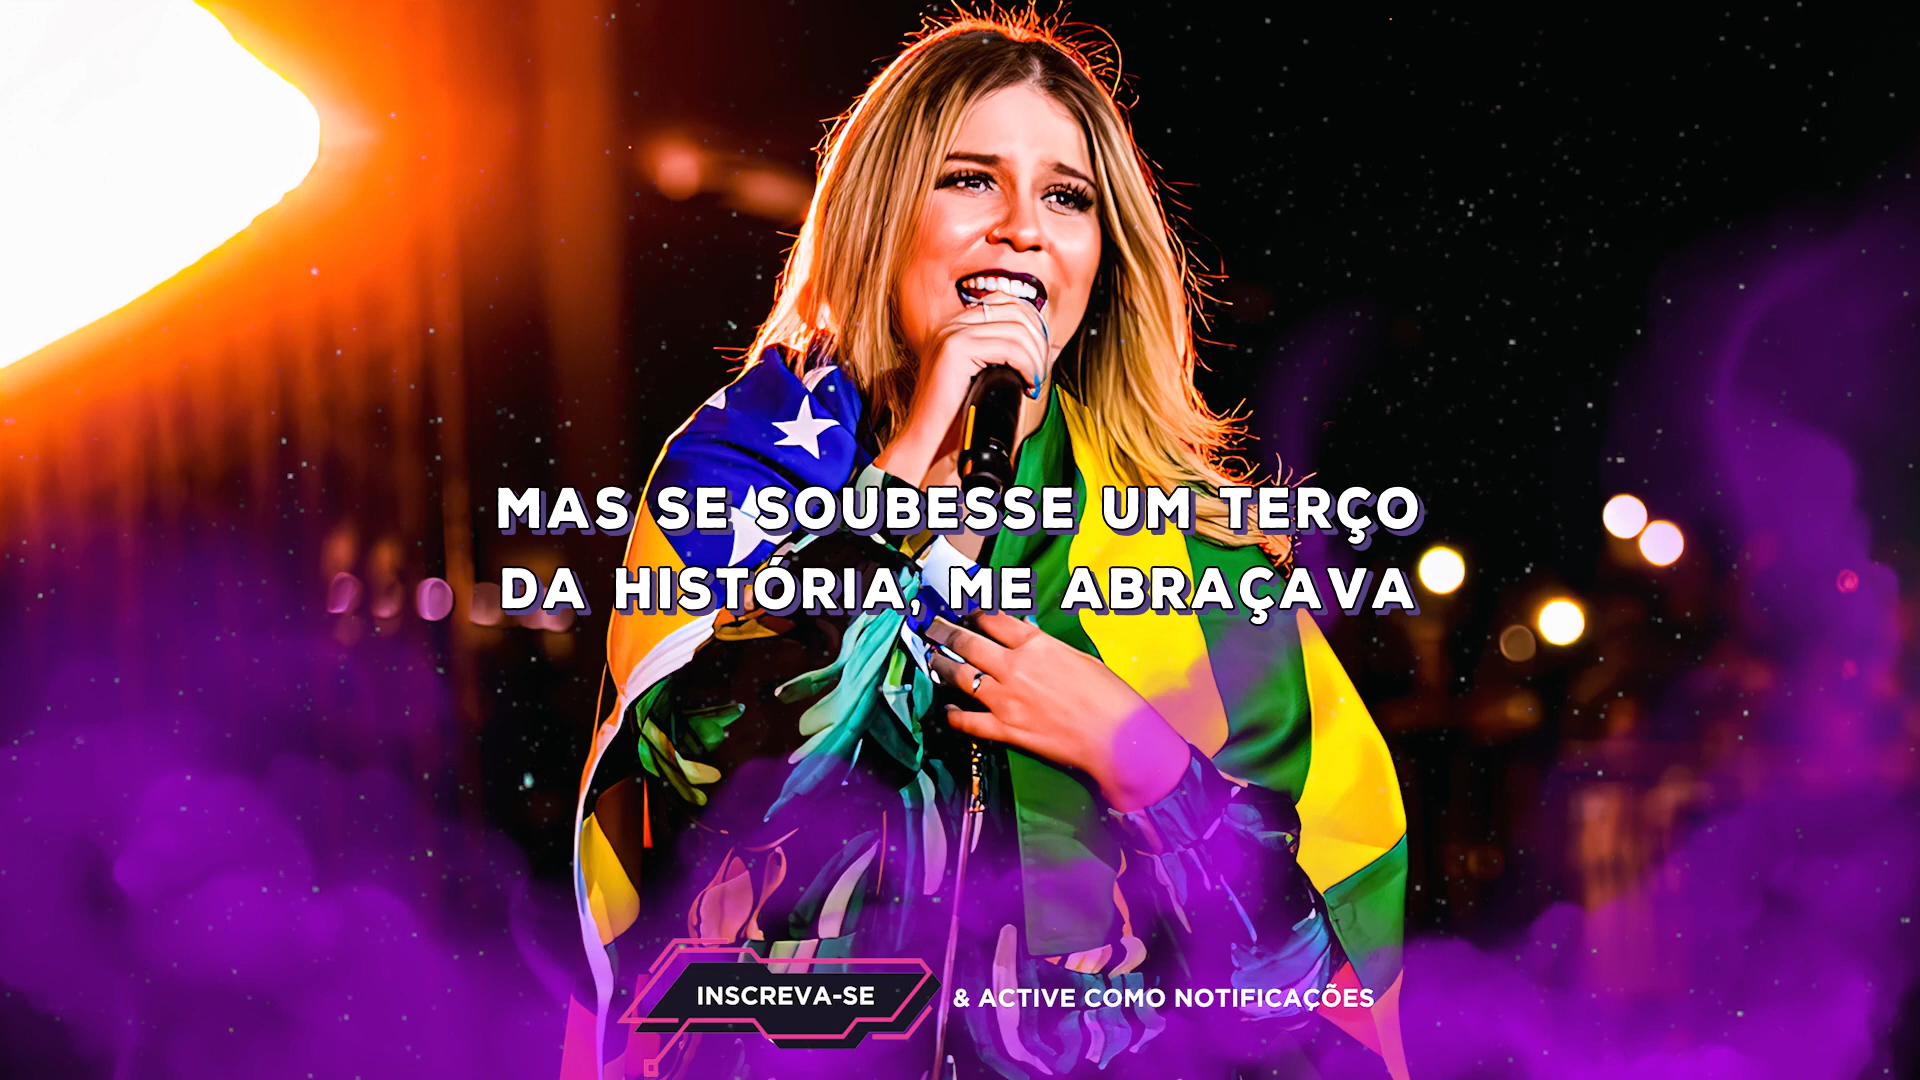 MAS SE SOUBESSE UM TERÇO
DA HISTÓRIA, ME ABRAÇAVA
INSCREVA-SE
& ACTIVE COMO NOTIFICAÇÕES